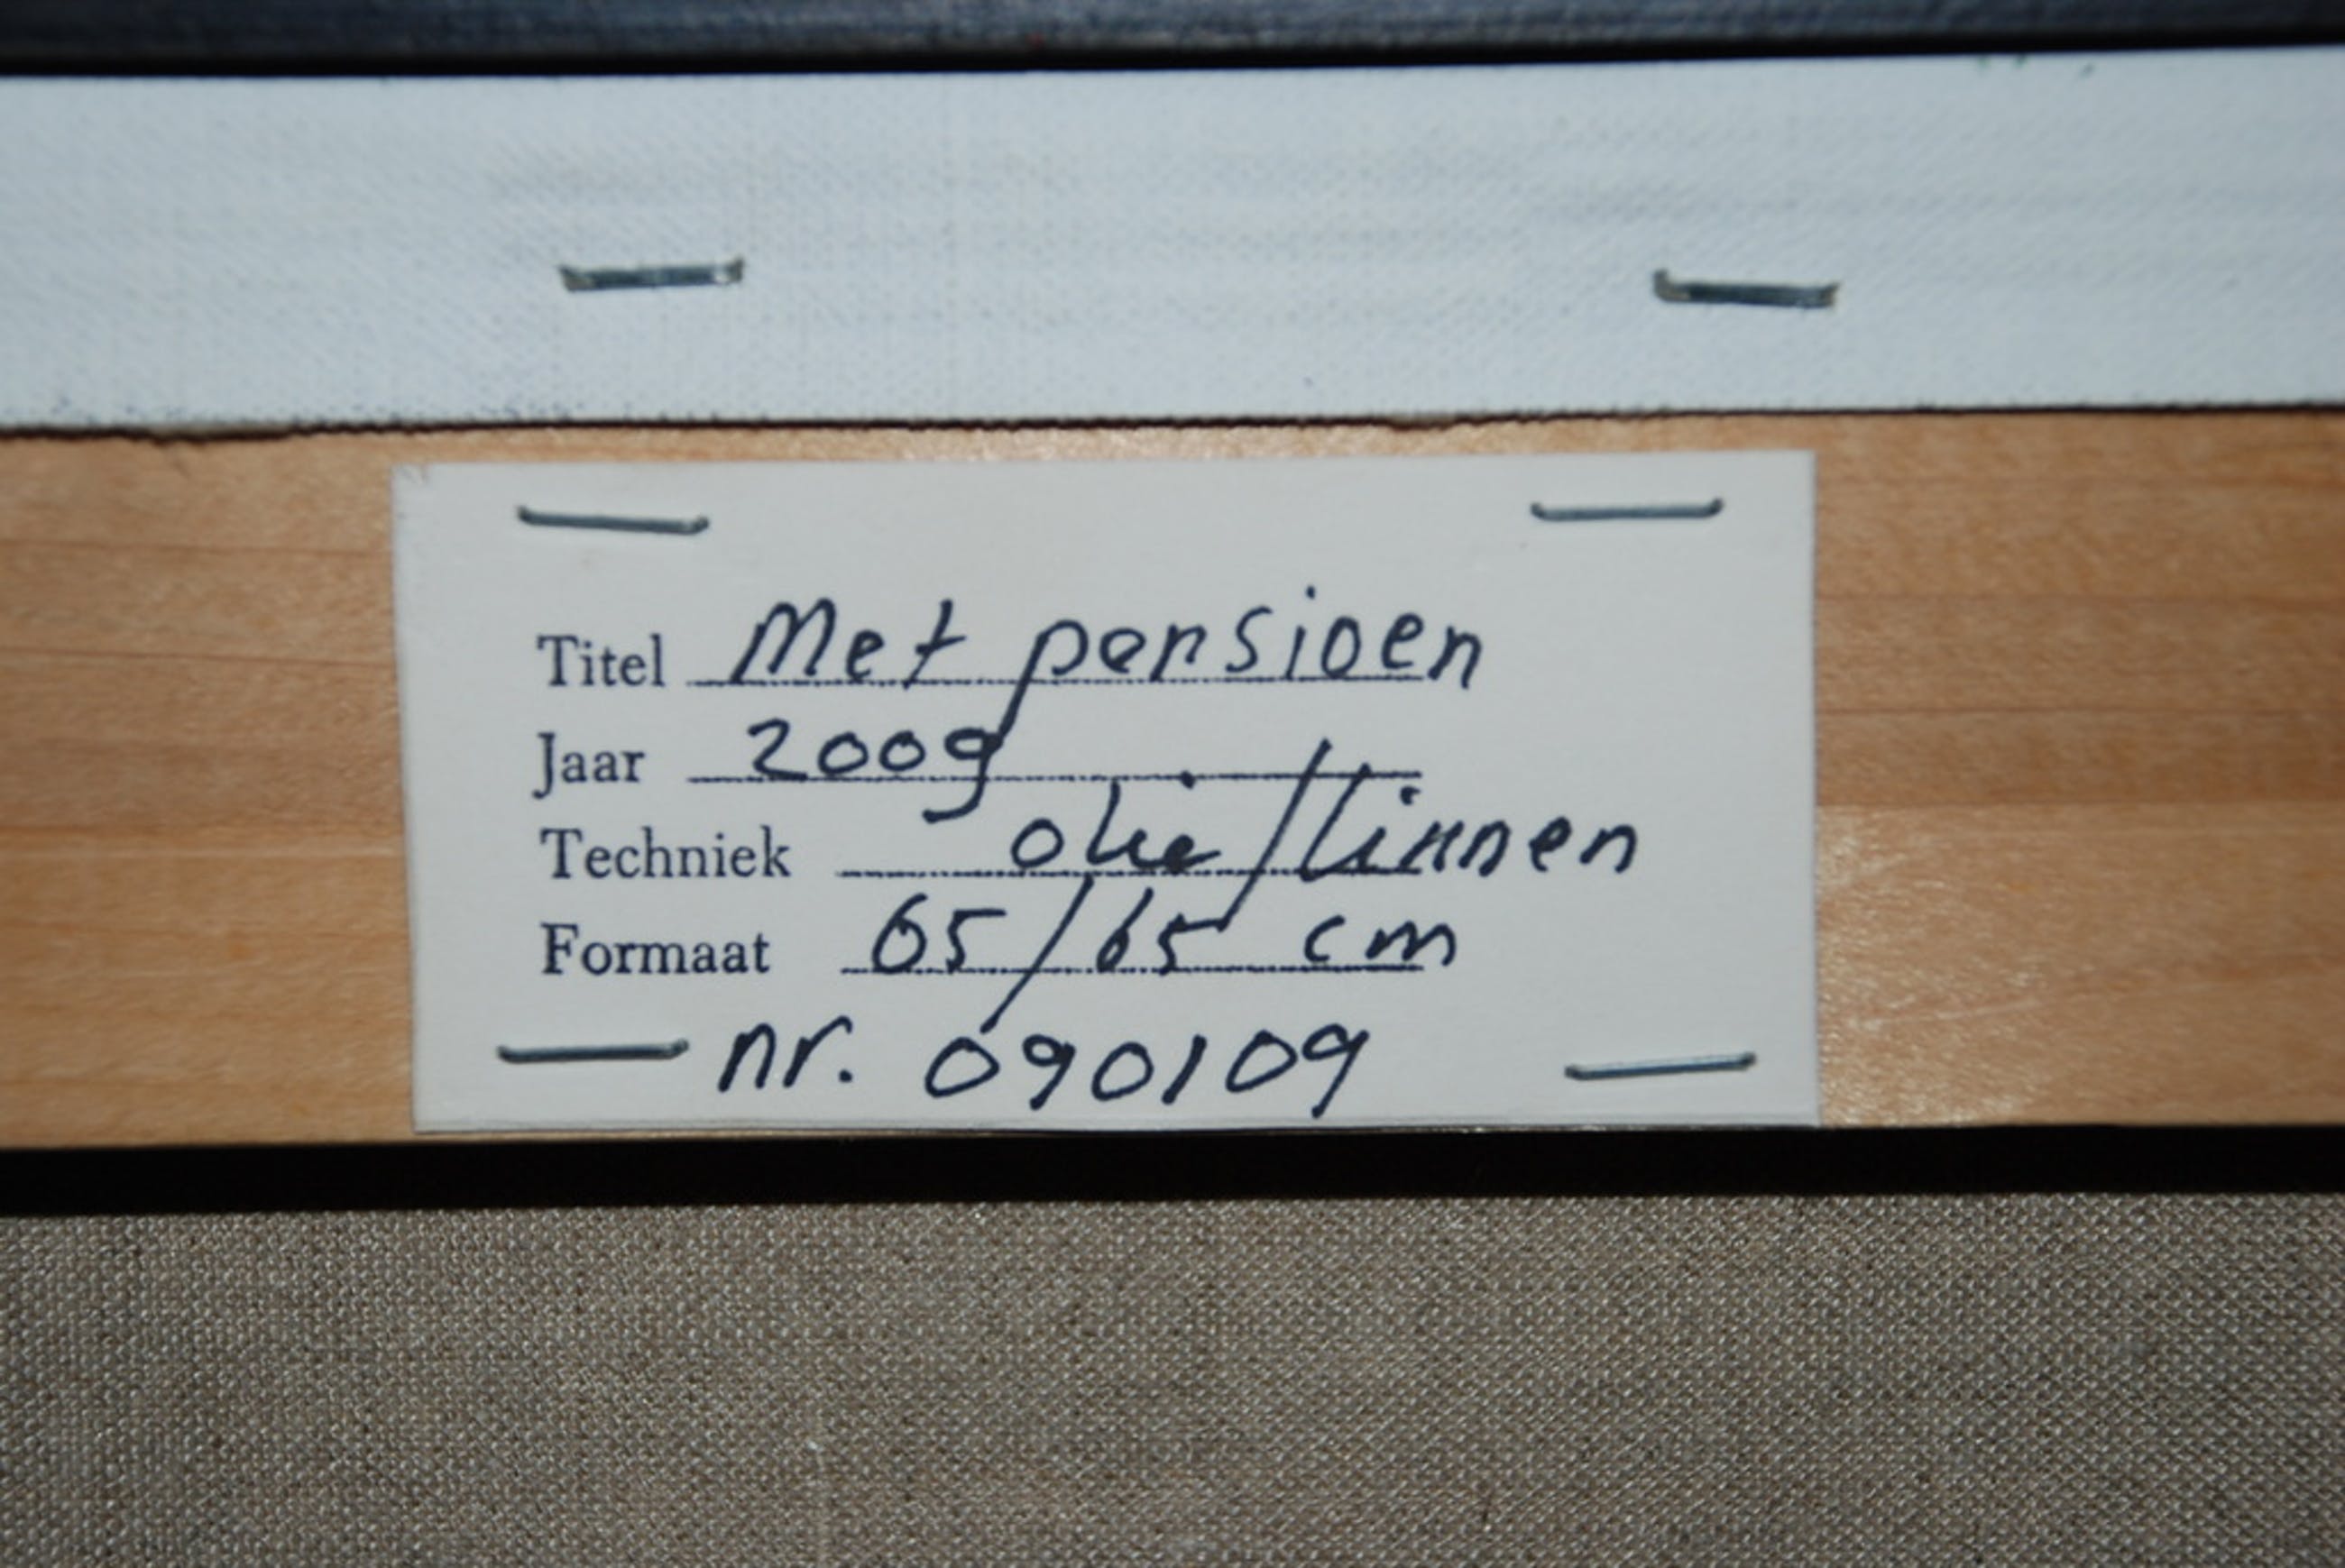 Titel Met pensioen
Jaar 2009
Techniek olie/linnen
Formaat 65/65 cm
nr. 090109